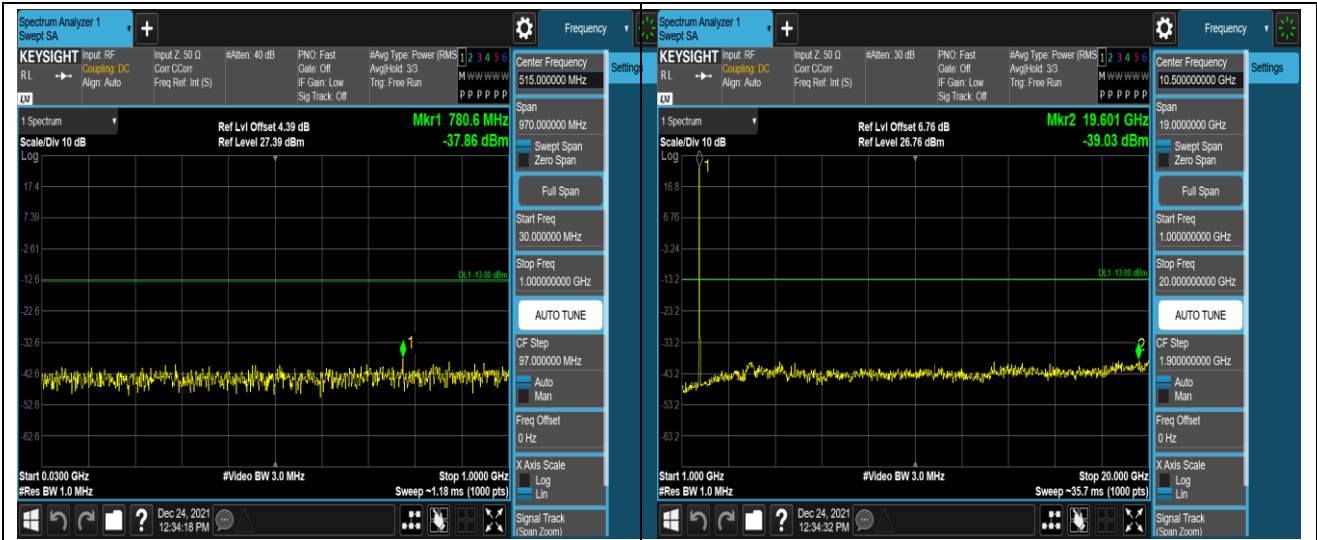 Spectrum Analyzer 1
Swept SA
+
Frequency
KEYSIGHT
RL
LXI
Input: RF
Coupling: DC
Align: Auto
Input Z: 50 Ω
Corr CCorr
Freq Ref: Int (S)
#Atten: 40 dB
PNO: Fast
Gate: Off
IF Gain: Low
Sig Track: Off
#Avg Type: Power (RMS
Avg|Hold: 3/3
Trig: Free Run
1 2 3 4 5 6
M W W W W W
P P P P P P
Center Frequency
515.000000 MHz
Settings
1 Spectrum
Scale/Div 10 dB
Log
Ref Lvl Offset 4.39 dB
Ref Level 27.39 dBm
Mkr1 780.6 MHz
-37.86 dBm
17.4
7.39
-2.61
-12.6
-22.6
-32.6
-42.6
-52.6
-62.6
DL1 -13.00 dBm
1
Start 0.0300 GHz
#Res BW 1.0 MHz
#Video BW 3.0 MHz
Stop 1.0000 GHz
Sweep ~1.18 ms (1000 pts)
Span
970.000000 MHz
Swept Span
Zero Span
Full Span
Start Freq
30.000000 MHz
Stop Freq
1.000000000 GHz
AUTO TUNE
CF Step
97.000000 MHz
Auto
Man
Freq Offset
0 Hz
X Axis Scale
Log
Lin
Signal Track
(Span Zoom)
?
Dec 24, 2021
12:34:18 PM
Spectrum Analyzer 1
Swept SA
+
Frequency
KEYSIGHT
RL
LXI
Input: RF
Coupling: DC
Align: Auto
Input Z: 50 Ω
Corr CCorr
Freq Ref: Int (S)
#Atten: 30 dB
PNO: Fast
Gate: Off
IF Gain: Low
Sig Track: Off
#Avg Type: Power (RMS
Avg|Hold: 3/3
Trig: Free Run
1 2 3 4 5 6
M W W W W W
P P P P P P
Center Frequency
10.500000000 GHz
Settings
1 Spectrum
Scale/Div 10 dB
Log
Ref Lvl Offset 6.76 dB
Ref Level 26.76 dBm
Mkr2 19.601 GHz
-39.03 dBm
16.8
6.76
-3.24
-13.2
-23.2
-33.2
-43.2
-53.2
-63.2
DL1 -13.00 dBm
1
2
Start 1.000 GHz
#Res BW 1.0 MHz
#Video BW 3.0 MHz
Stop 20.000 GHz
Sweep ~35.7 ms (1000 pts)
Span
19.0000000 GHz
Swept Span
Zero Span
Full Span
Start Freq
1.000000000 GHz
Stop Freq
20.000000000 GHz
AUTO TUNE
CF Step
1.900000000 GHz
Auto
Man
Freq Offset
0 Hz
X Axis Scale
Log
Lin
Signal Track
(Span Zoom)
?
Dec 24, 2021
12:34:32 PM